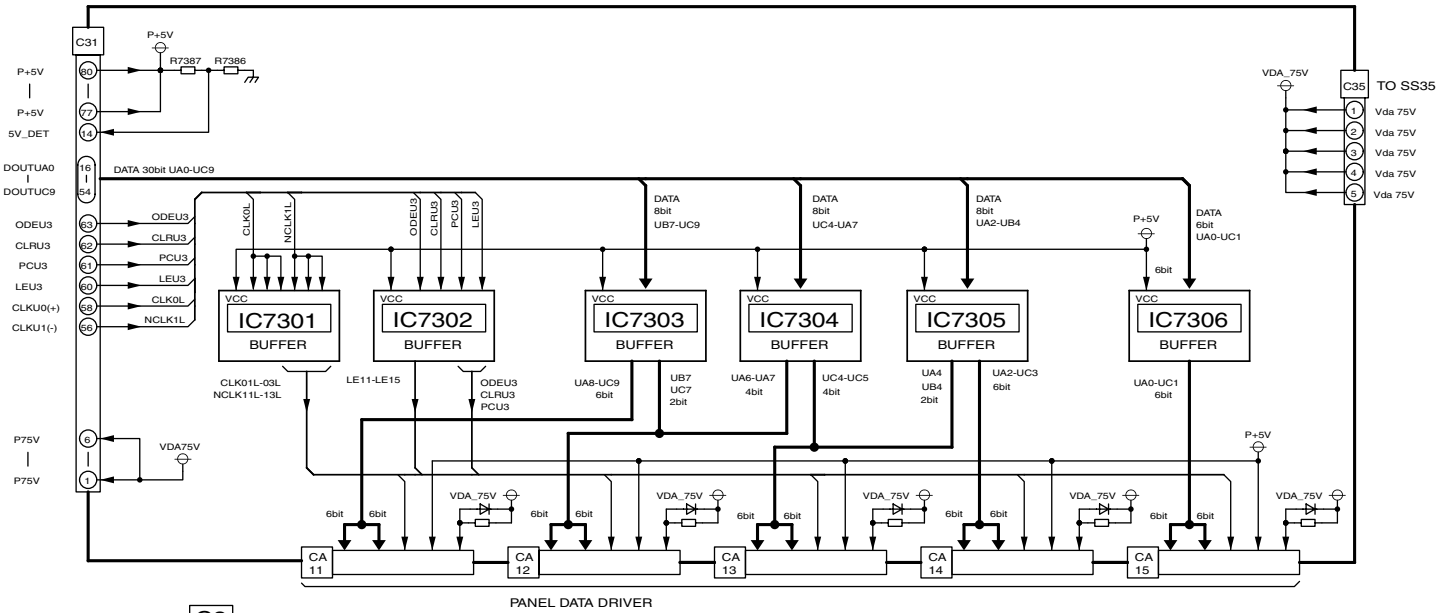 C31
P+5V
R7387
R7386
P+5V
80
P+5V
77
5V_DET
14
DOUTUA0
16
DOUTUC9
54
DATA 30bit UA0-UC9
ODEU3
63
ODEU3
CLRU3
62
CLRU3
PCU3
61
PCU3
LEU3
60
LEU3
CLKU0(+)
58
CLK0L
CLKU1(-)
56
NCLK1L
P75V
6
P75V
1
VDA75V
VDA_75V
C35
TO SS35
1
Vda 75V
2
Vda 75V
3
Vda 75V
4
Vda 75V
5
Vda 75V
CLK0L
NCLK1L
ODEU3
CLRU3
PCU3
LEU3
DATA
8bit
UB7-UC9
DATA
8bit
UC4-UA7
DATA
8bit
UA2-UB4
DATA
6bit
UA0-UC1
P+5V
6bit
VCC
IC7301
BUFFER
VCC
IC7302
BUFFER
VCC
IC7303
BUFFER
VCC
IC7304
BUFFER
VCC
IC7305
BUFFER
VCC
IC7306
BUFFER
CLK01L-03L
NCLK11L-13L
LE11-LE15
ODEU3
CLRU3
PCU3
UA8-UC9
6bit
UB7
UC7
2bit
UA6-UA7
4bit
UC4-UC5
4bit
UA4
UB4
2bit
UA2-UC3
6bit
UA0-UC1
6bit
P+5V
6bit
6bit
VDA_75V
6bit
6bit
VDA_75V
6bit
6bit
VDA_75V
6bit
6bit
VDA_75V
6bit
6bit
VDA_75V
CA
11
CA
12
CA
13
CA
14
CA
15
PANEL DATA DRIVER